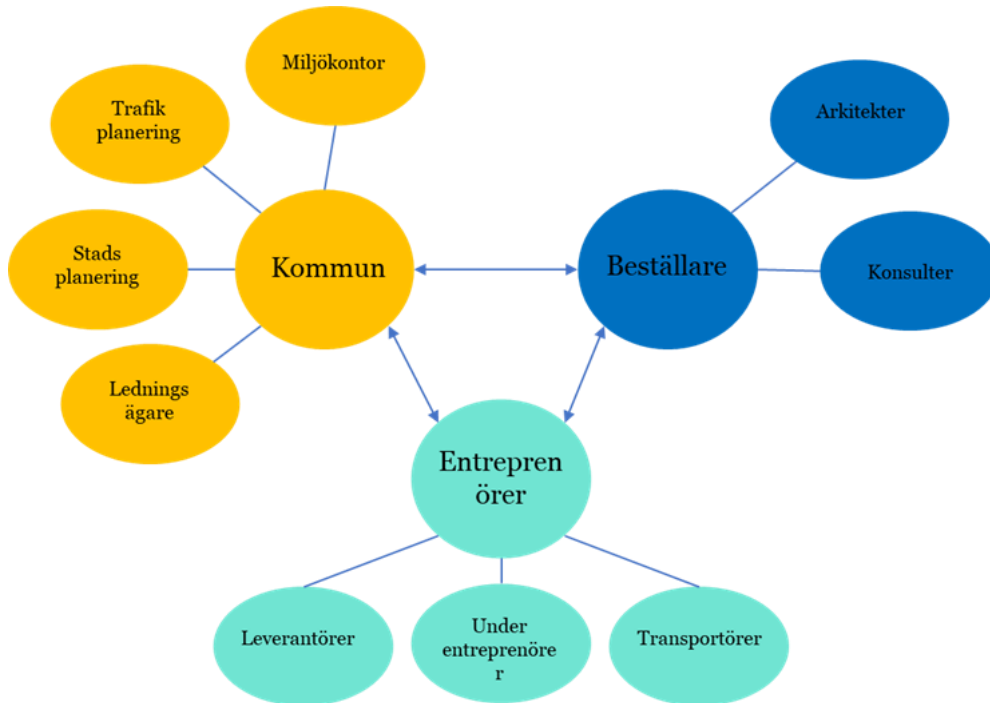 Miljökontor
Trafik
planering
Arkitekter
Stads
planering
Kommun
Beställare
Konsulter
Lednings
ägare
Entrepren
örer
Leverantörer
Under
entreprenöre
r
Transportörer